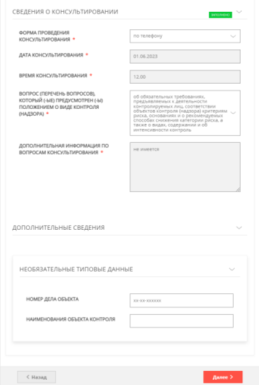 СВЕДЕНИЯ О КОНСУЛЬТИРОВАНИИ
ФОРМА ПРОВЕДЕНИЯ
КОНСУЛЬТИРОВАНИЯ *
по телефону
ДАТА КОНСУЛЬТИРОВАНИЯ *
01.06.2023
ВРЕМЯ КОНСУЛЬТИРОВАНИЯ *
12:00
ВОПРОС (ПЕРЕЧЕНЬ ВОПРОСОВ),
КОТОРЫЙ (-ЫЕ) ПРЕДУСМОТРЕН (-Ы)
ПОЛОЖЕНИЕМ О ВИДЕ КОНТРОЛЯ
(НАДЗОРА) *
об обязательных требованиях,
предъявляемых к деятельности
контролируемых лиц, соответствии
объектов контроля (надзора) критериям
риска, основаниях и о рекомендуемых
способах снижения категории риска, а
также о видах, содержании и об
интенсивности контроль
ДОПОЛНИТЕЛЬНАЯ ИНФОРМАЦИЯ ПО
ВОПРОСАМ КОНСУЛЬТИРОВАНИЯ *
не имеется
ДОПОЛНИТЕЛЬНЫЕ СВЕДЕНИЯ
НЕОБЯЗАТЕЛЬНЫЕ ТИПОВЫЕ ДАННЫЕ
НОМЕР ДЕЛА ОБЪЕКТА
НАИМЕНОВАНИЯ ОБЪЕКТА КОНТРОЛЯ
Назад
Далее